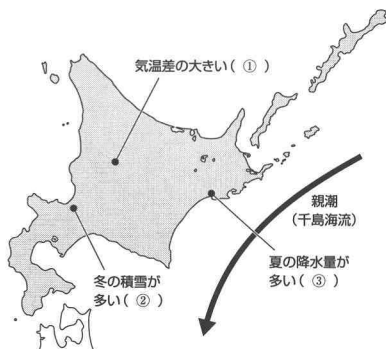 気温差の大きい( ① )
親潮
(千島海流)
冬の積雪が
多い( ② )
夏の降水量が
多い( ③ )